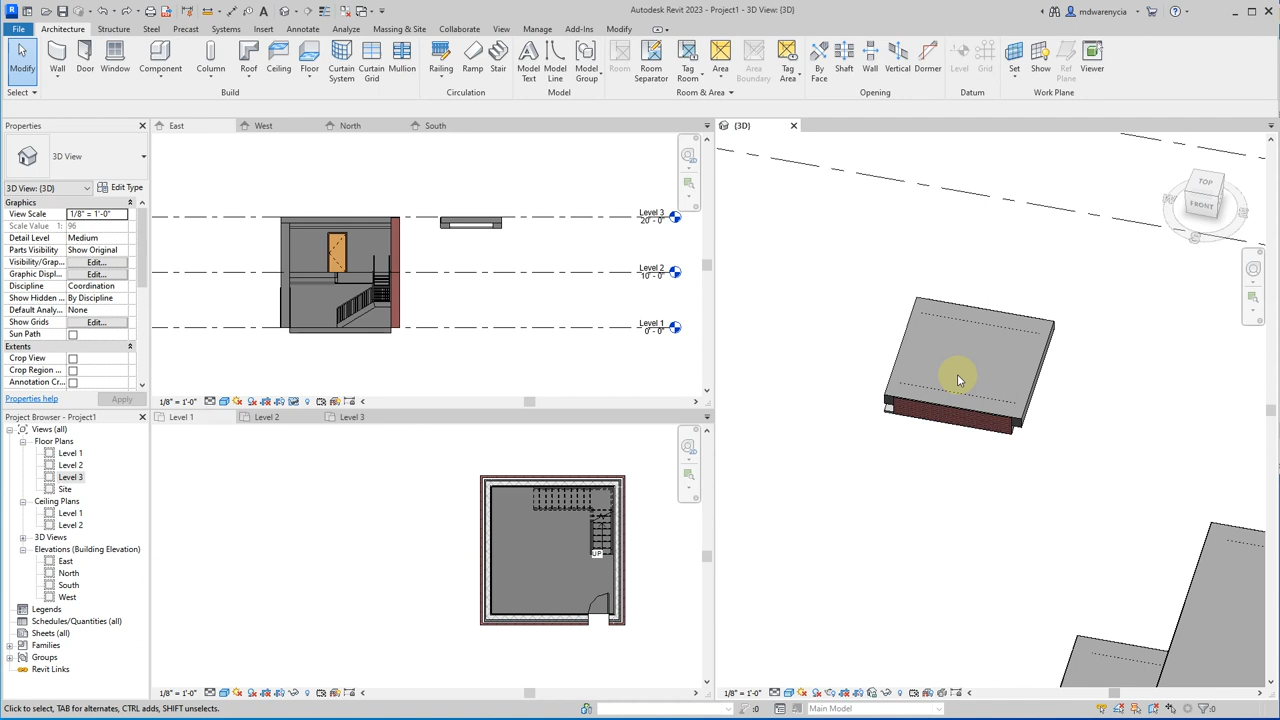 R Autodesk Revit 2023 - 3D View: {3D} mdwarenycia
File Architecture Structure Steel Precast Systems Insert Annotate Analyze Massing & Site Collaborate View Manage Add-Ins Modify
Modify Wall Door Window Component Column Roof Ceiling Floor Curtain System Curtain Grid Mullion Railing Ramp Stair Model Text Model Line Model Group Room Room Separator Tag Room Area Area Boundary Tag Area By Face Shaft Wall Vertical Dormer Level Grid Set Show Ref Plane Viewer
Select Build Circulation Model Room & Area Opening Datum Work Plane
Properties
3D View
3D View: {3D} Edit Type
Graphics
View Scale 1/8" = 1'-0"
Scale Value 1: 96
Detail Level Medium
Parts Visibility Show Original
Visibility/Grap... Edit...
Graphic Displ... Edit...
Discipline Coordination
Show Hidden By Discipline
Default Analy... None
Show Grids Edit...
Sun Path
Extents
Crop View
Crop Region
Annotation Cr...
Properties help Apply
Project Browser - Project1
Views (all)
Floor Plans
Level 1
Level 2
Level 3
Site
Ceiling Plans
Level 1
Level 2
3D Views
Elevations (Building Elevation)
East
North
South
West
Legends
Schedules/Quantities (all)
Sheets (all)
Families
Groups
Revit Links
East West North South
Level 3
20' - 0"
Level 2
10' - 0"
Level 1
0' - 0"
2D
1/8" = 1'-0"
Level 1 Level 2 Level 3
2D
UP
1/8" = 1'-0"
{3D}
TOP
FRONT
1/8" = 1'-0"
Click to select, TAB for alternates, CTRL adds, SHIFT unselects. :0 Main Model :0